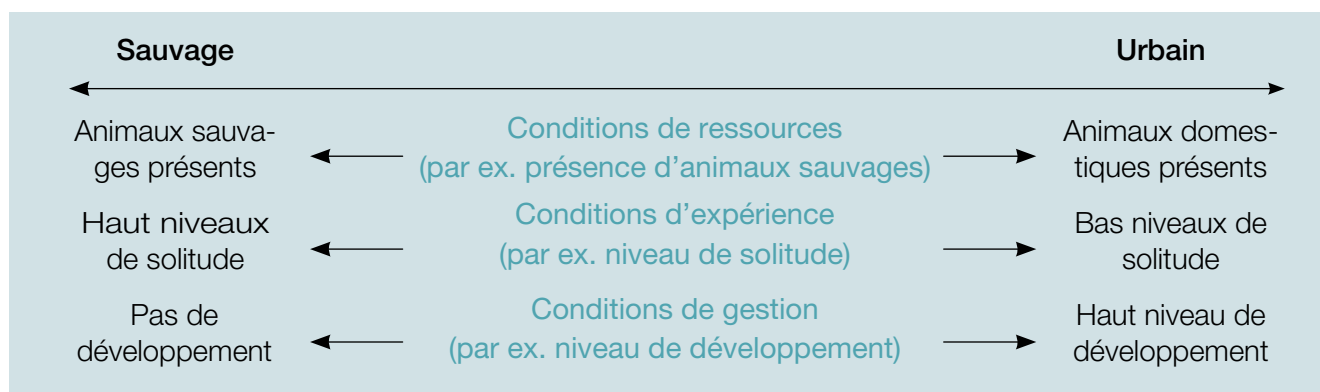 Sauvage
Urbain
Animaux sauva-
ges présents
Conditions de ressources
(par ex. présence d'animaux sauvages)
Animaux domes-
tiques présents
Haut niveaux
de solitude
Conditions d'expérience
(par ex. niveau de solitude)
Bas niveaux de
solitude
Pas de
développement
Conditions de gestion
(par ex. niveau de développement)
Haut niveau de
développement